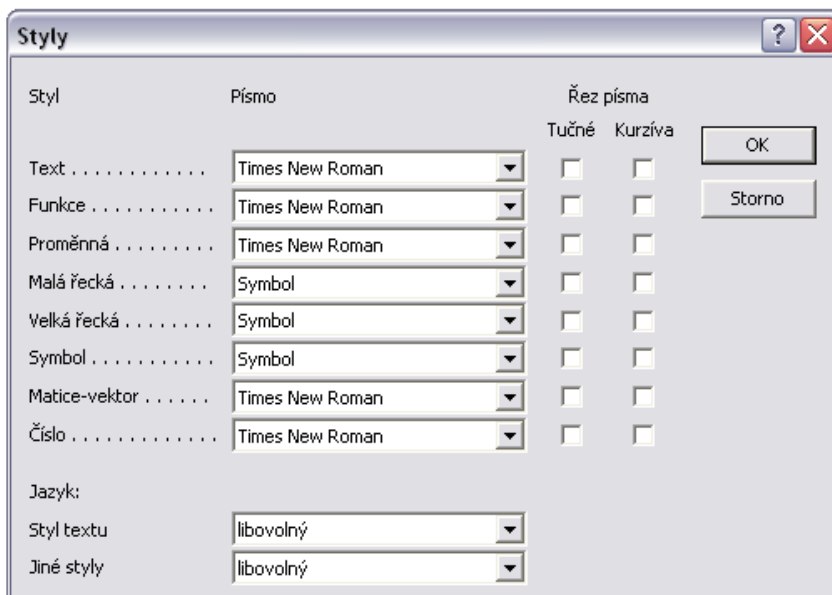 Styly
Styl Písmo Řez písma
Tučné Kurzíva
OK
Text . . . . . . . . . . . . Times New Roman
Storno
Funkce . . . . . . . . . . . Times New Roman
Proměnná . . . . . . . . . Times New Roman
Malá řecká . . . . . . . . Symbol
Velká řecká . . . . . . . . Symbol
Symbol . . . . . . . . . . . Symbol
Matice-vektor . . . . . . Times New Roman
Číslo . . . . . . . . . . . . . Times New Roman
Jazyk:
Styl textu libovolný
Jiné styly libovolný